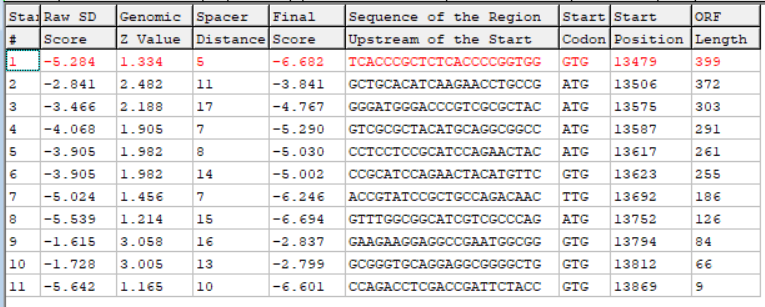 Star Raw SD Genomic Spacer Final Sequence of the Region Start Start ORF
# Score Z Value Distance Score Upstream of the Start Codon Position Length
1 -5.284 1.334 5 -6.682 TCACCCGCTCTCACCCCGGTGG GTG 13479 399
2 -2.841 2.482 11 -3.841 GCTGCACATCAAGAACCTGCCG ATG 13506 372
3 -3.466 2.188 17 -4.767 GGGATGGGACCCGTCGCGCTAC ATG 13575 303
4 -4.068 1.905 7 -5.290 GTCGCGCTACATGCAGGCGGCC ATG 13587 291
5 -3.905 1.982 8 -5.030 CCTCCTCCGCATCCAGAACTAC ATG 13617 261
6 -3.905 1.982 14 -5.002 CCGCATCCAGAACTACATGTTC GTG 13623 255
7 -5.024 1.456 7 -6.246 ACCGTATCCGCTGCCAGACAAC TTG 13692 186
8 -5.539 1.214 15 -6.694 GTTTGGCGGCATCGTCGCCCAG ATG 13752 126
9 -1.615 3.058 16 -2.837 GAAGAAGGAGGCCGAATGGCGG GTG 13794 84
10 -1.728 3.005 13 -2.799 GCGGGTGCAGGAGGCGGGGCTG GTG 13812 66
11 -5.642 1.165 10 -6.601 CCAGACCTCGACCGATTCTACC GTG 13869 9